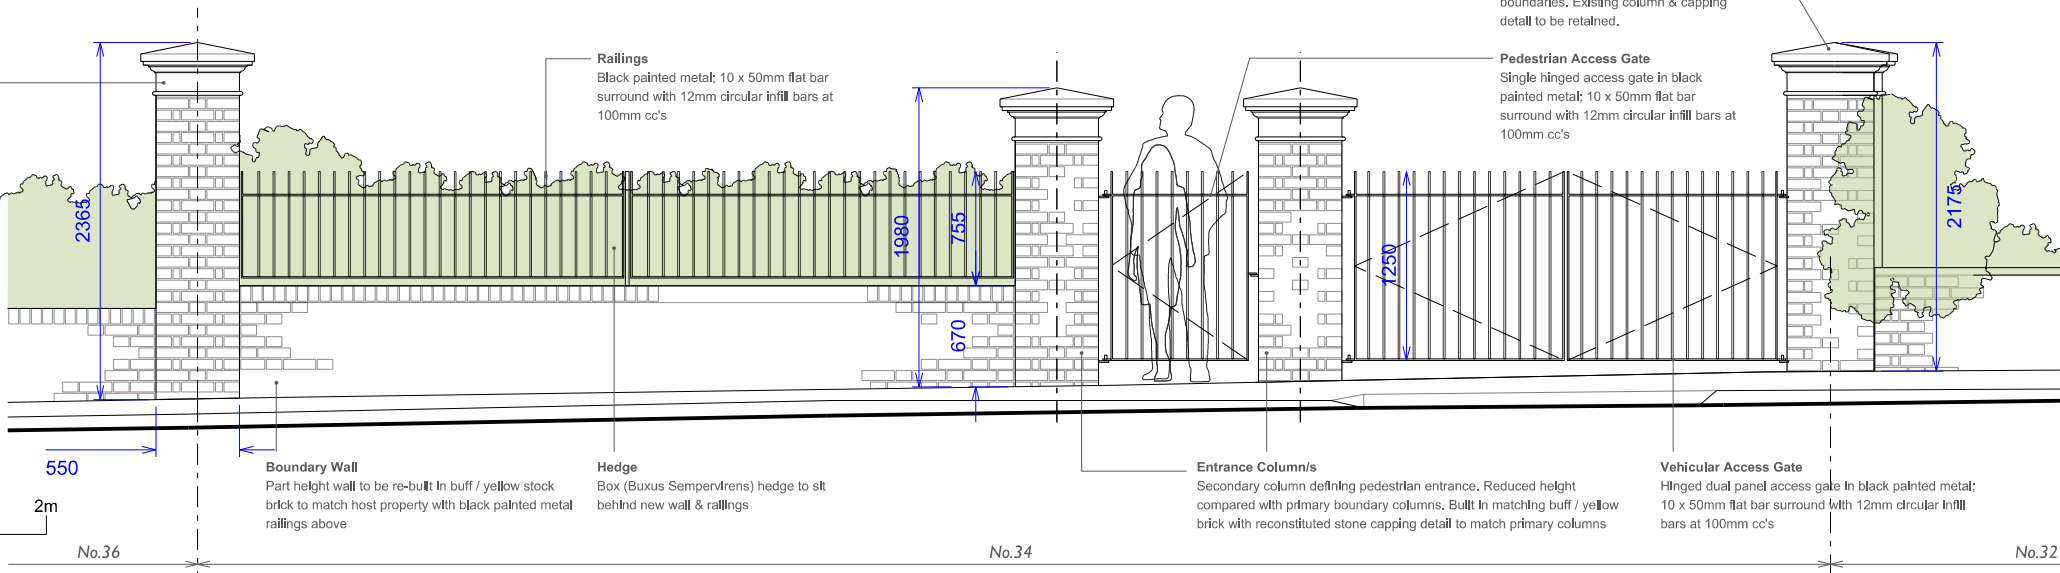 boundaries. Existing column & capping
detail to be retained.
Railings
Black painted metal; 10 x 50mm flat bar
surround with 12mm circular infill bars at
100mm cc's
Pedestrian Access Gate
Single hinged access gate in black
painted metal; 10 x 50mm flat bar
surround with 12mm circular infill bars at
100mm cc's
2365
1980
755
670
1250
2175
550
Boundary Wall
Part height wall to be re-built in buff / yellow stock
brick to match host property with black painted metal
railings above
Hedge
Box (Buxus Sempervirens) hedge to sit
behind new wall & railings
Entrance Column/s
Secondary column defining pedestrian entrance. Reduced height
compared with primary boundary columns. Built in matching buff / yellow
brick with reconstituted stone capping detail to match primary columns
Vehicular Access Gate
Hinged dual panel access gate in black painted metal;
10 x 50mm flat bar surround with 12mm circular infill
bars at 100mm cc's
2m
No.36
No.34
No.32